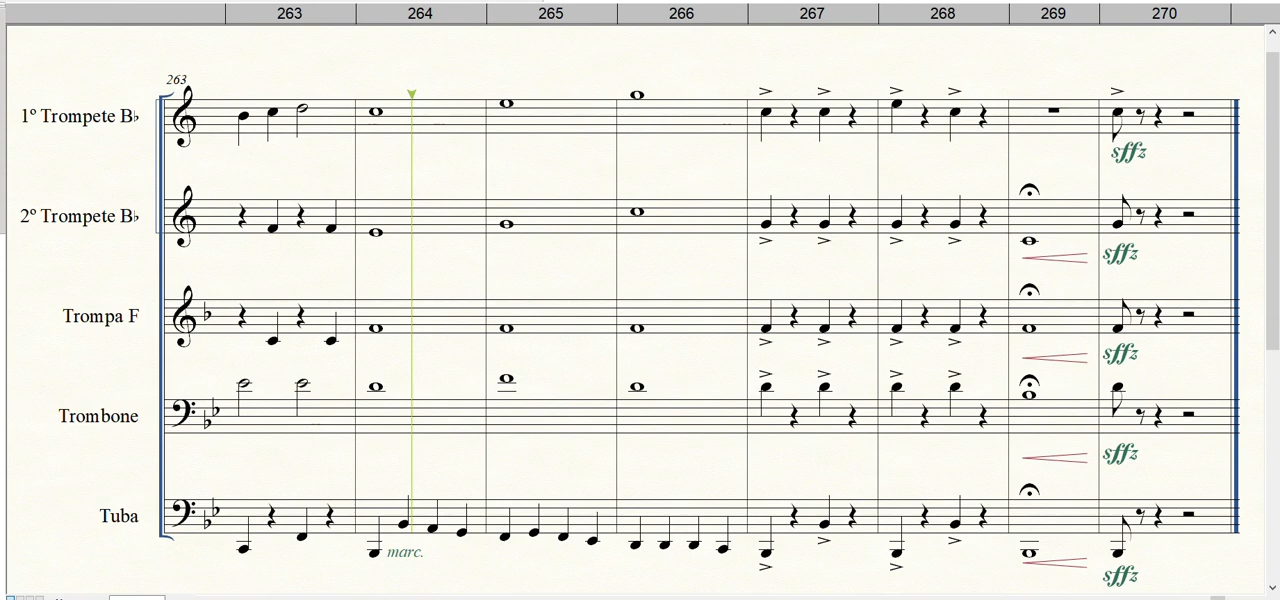 263 264 265 266 267 268 269 270
263
1º Trompete B♭
sffz
2º Trompete B♭
sffz
Trompa F
sffz
Trombone
sffz
Tuba
marc.
sffz